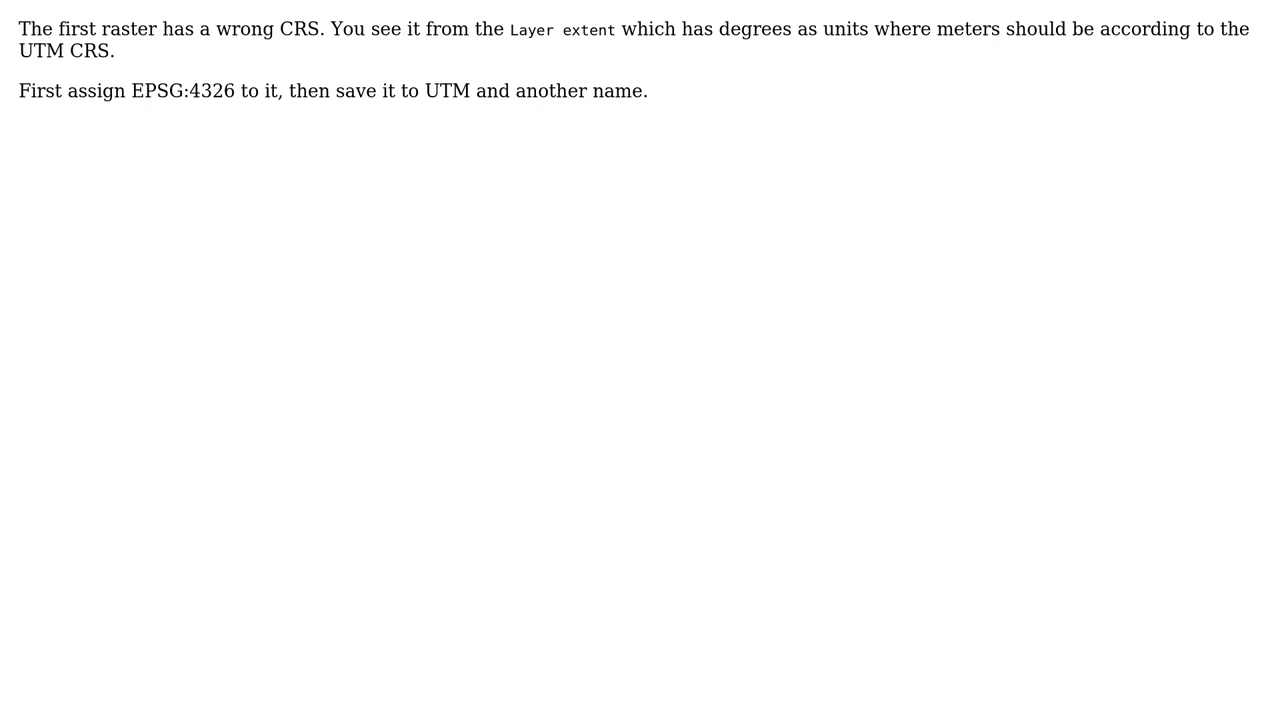 The first raster has a wrong CRS. You see it from the Layer extent which has degrees as units where meters should be according to the
UTM CRS.
First assign EPSG:4326 to it, then save it to UTM and another name.